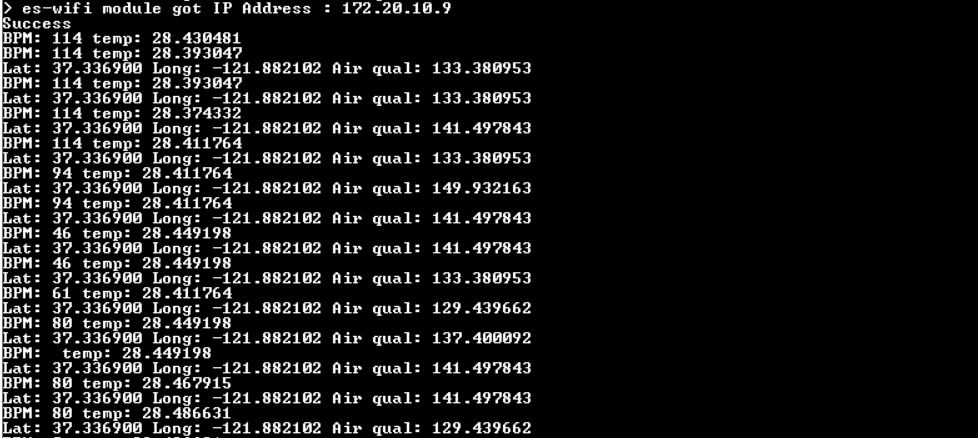 > es-wifi module got IP Address : 172.20.10.9
Success
BPM: 114 temp: 28.430481
BPM: 114 temp: 28.393047
Lat: 37.336900 Long: -121.882102 Air qual: 133.380953
BPM: 114 temp: 28.393047
Lat: 37.336900 Long: -121.882102 Air qual: 133.380953
BPM: 114 temp: 28.374332
Lat: 37.336900 Long: -121.882102 Air qual: 141.497843
BPM: 114 temp: 28.411764
Lat: 37.336900 Long: -121.882102 Air qual: 133.380953
BPM: 94 temp: 28.411764
Lat: 37.336900 Long: -121.882102 Air qual: 149.932163
BPM: 94 temp: 28.411764
Lat: 37.336900 Long: -121.882102 Air qual: 141.497843
BPM: 46 temp: 28.449198
Lat: 37.336900 Long: -121.882102 Air qual: 141.497843
BPM: 46 temp: 28.449198
Lat: 37.336900 Long: -121.882102 Air qual: 133.380953
BPM: 61 temp: 28.411764
Lat: 37.336900 Long: -121.882102 Air qual: 129.439662
BPM: 80 temp: 28.449198
Lat: 37.336900 Long: -121.882102 Air qual: 137.400092
BPM:  temp: 28.449198
Lat: 37.336900 Long: -121.882102 Air qual: 141.497843
BPM: 80 temp: 28.467915
Lat: 37.336900 Long: -121.882102 Air qual: 141.497843
BPM: 80 temp: 28.486631
Lat: 37.336900 Long: -121.882102 Air qual: 129.439662